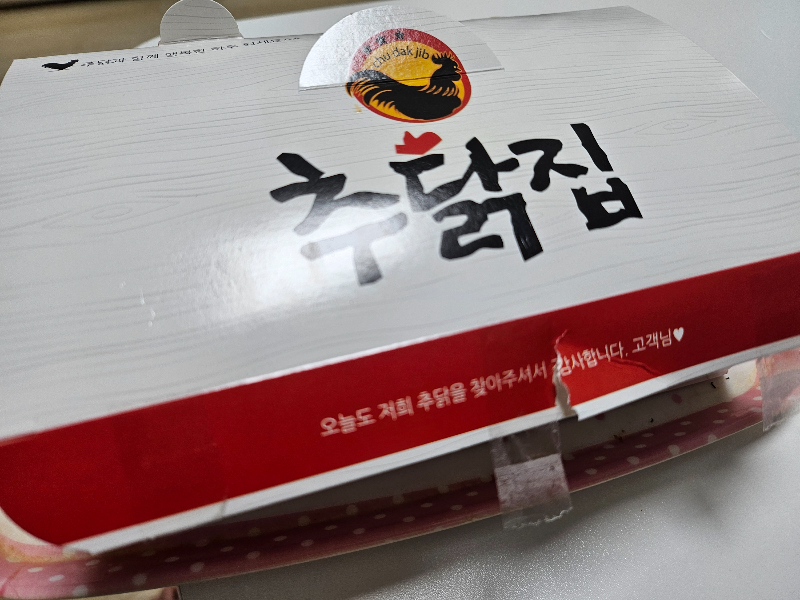 chu dak jib
추닭집
오늘도 저희 추닭을 찾아주셔서 감사합니다. 고객님♥